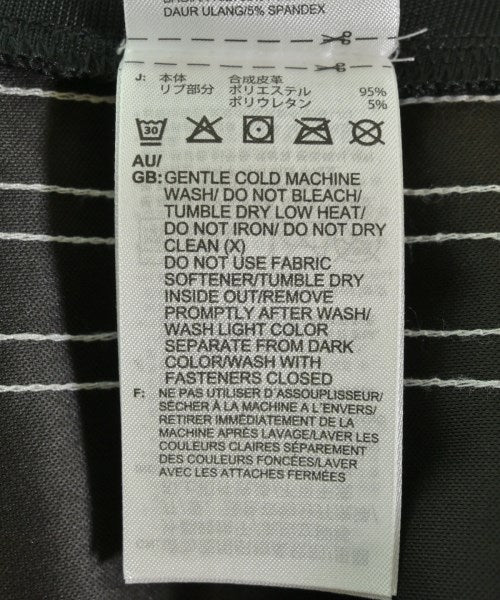 DAUR ULANG/5% SPANDEX
J: 本体 合成皮革
リブ部分 ポリエステル 95%
ポリウレタン 5%
30
AU/
GB: GENTLE COLD MACHINE
WASH/ DO NOT BLEACH/
TUMBLE DRY LOW HEAT/
DO NOT IRON/ DO NOT DRY
CLEAN (X)
DO NOT USE FABRIC
SOFTENER/TUMBLE DRY
INSIDE OUT/REMOVE
PROMPTLY AFTER WASH/
WASH LIGHT COLOR
SEPARATE FROM DARK
COLOR/WASH WITH
FASTENERS CLOSED
F: NE PAS UTILISER D'ASSOUPLISSEUR/
SÉCHER À LA MACHINE A L'ENVERS/
RETIRER IMMÉDIATEMENT DE LA
MACHINE APRÈS LAVAGE/LAVER LES
COULEURS CLAIRES SÉPARÉMENT
DES COULEURS FONCÉES/LAVER
AVEC LES ATTACHES FERMÉES